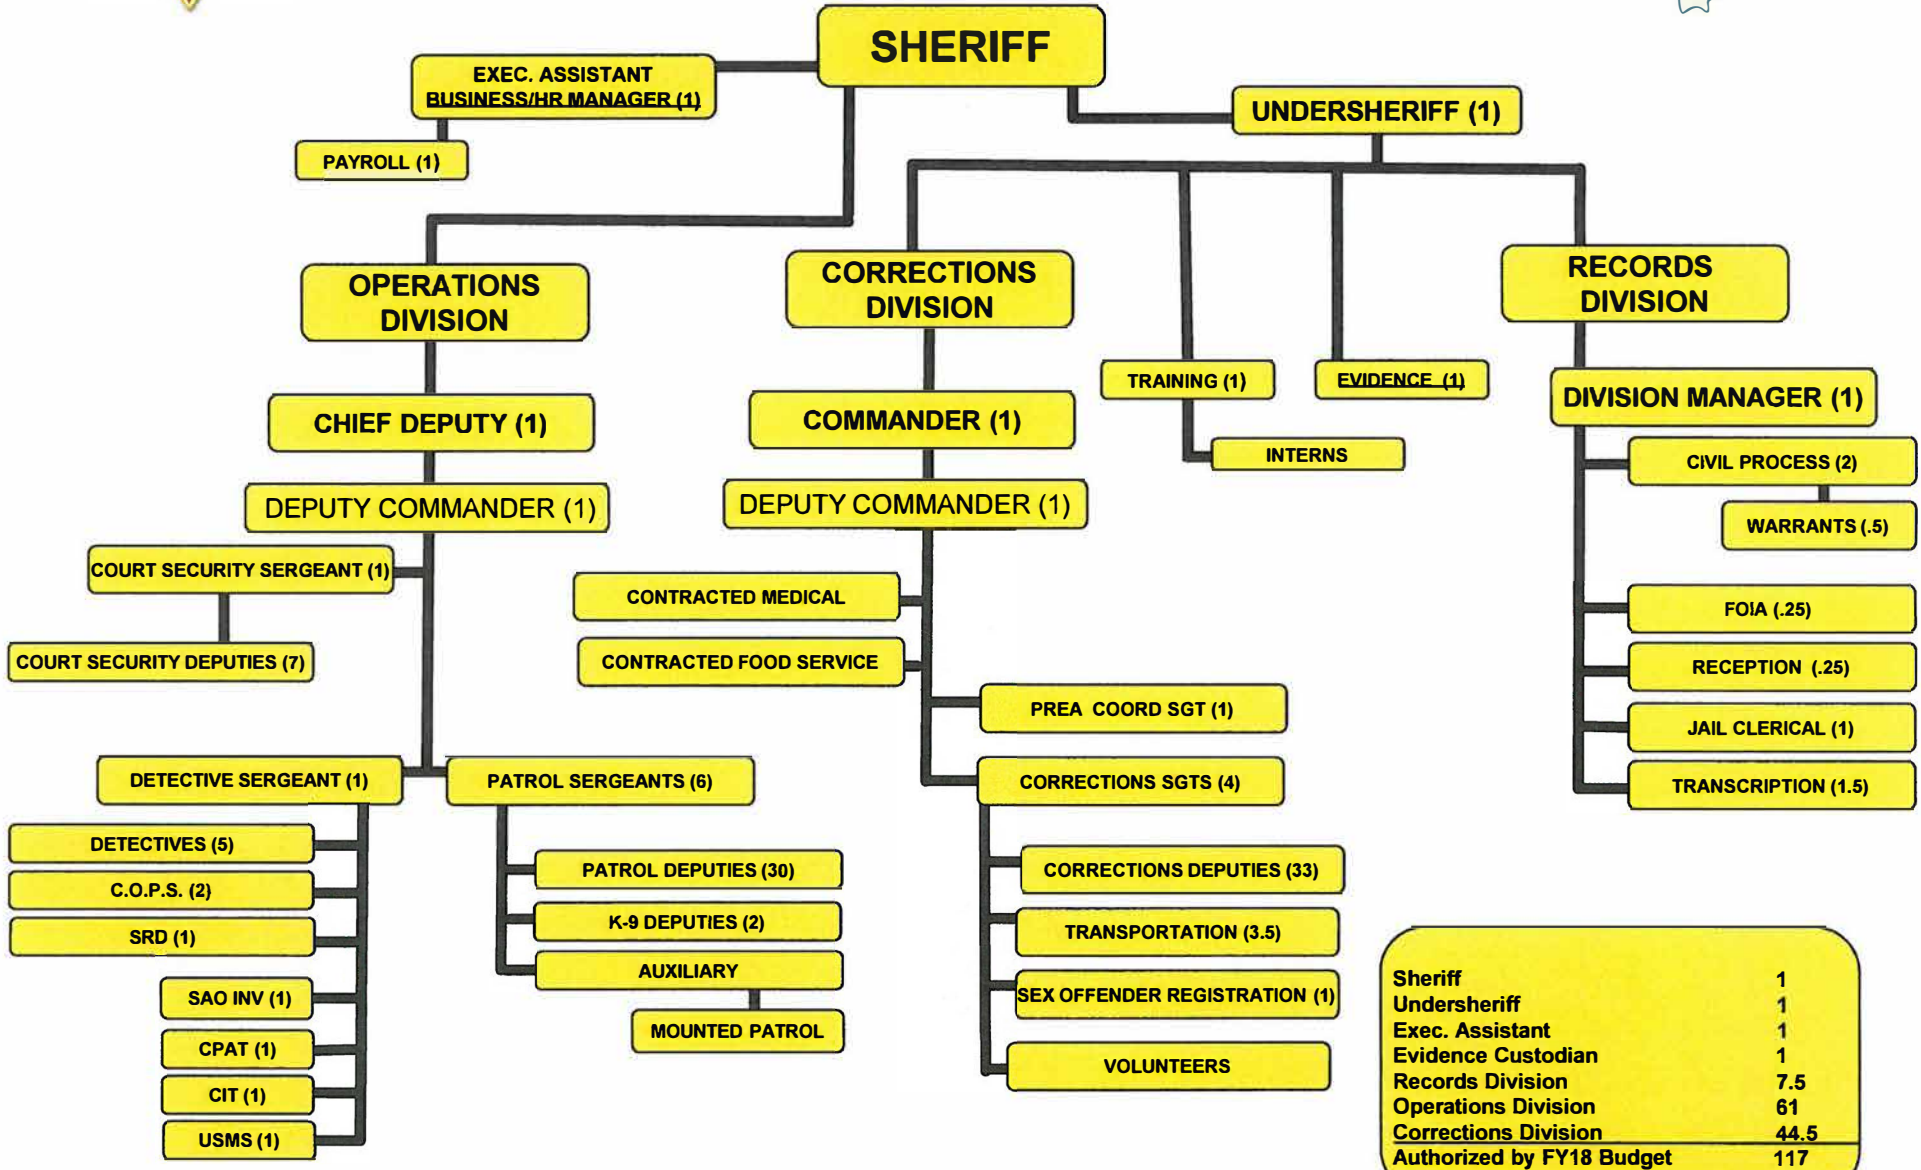 SHERIFF
EXEC. ASSISTANT
BUSINESS/HR MANAGER (1)
UNDERSHERIFF (1)
PAYROLL (1)
OPERATIONS
DIVISION
CORRECTIONS
DIVISION
RECORDS
DIVISION
TRAINING (1)
EVIDENCE (1)
DIVISION MANAGER (1)
CHIEF DEPUTY (1)
COMMANDER (1)
INTERNS
CIVIL PROCESS (2)
DEPUTY COMMANDER (1)
DEPUTY COMMANDER (1)
WARRANTS (.5)
COURT SECURITY SERGEANT (1)
CONTRACTED MEDICAL
FOIA (.25)
COURT SECURITY DEPUTIES (7)
CONTRACTED FOOD SERVICE
RECEPTION (.25)
PREA COORD SGT (1)
JAIL CLERICAL (1)
DETECTIVE SERGEANT (1)
PATROL SERGEANTS (6)
CORRECTIONS SGTS (4)
TRANSCRIPTION (1.5)
DETECTIVES (5)
C.O.P.S. (2)
SRD (1)
SAO INV (1)
CPAT (1)
CIT (1)
USMS (1)
PATROL DEPUTIES (30)
K-9 DEPUTIES (2)
AUXILIARY
MOUNTED PATROL
CORRECTIONS DEPUTIES (33)
TRANSPORTATION (3.5)
SEX OFFENDER REGISTRATION (1)
VOLUNTEERS
Sheriff 1
Undersheriff 1
Exec. Assistant 1
Evidence Custodian 1
Records Division 7.5
Operations Division 61
Corrections Division 44.5
Authorized by FY18 Budget 117